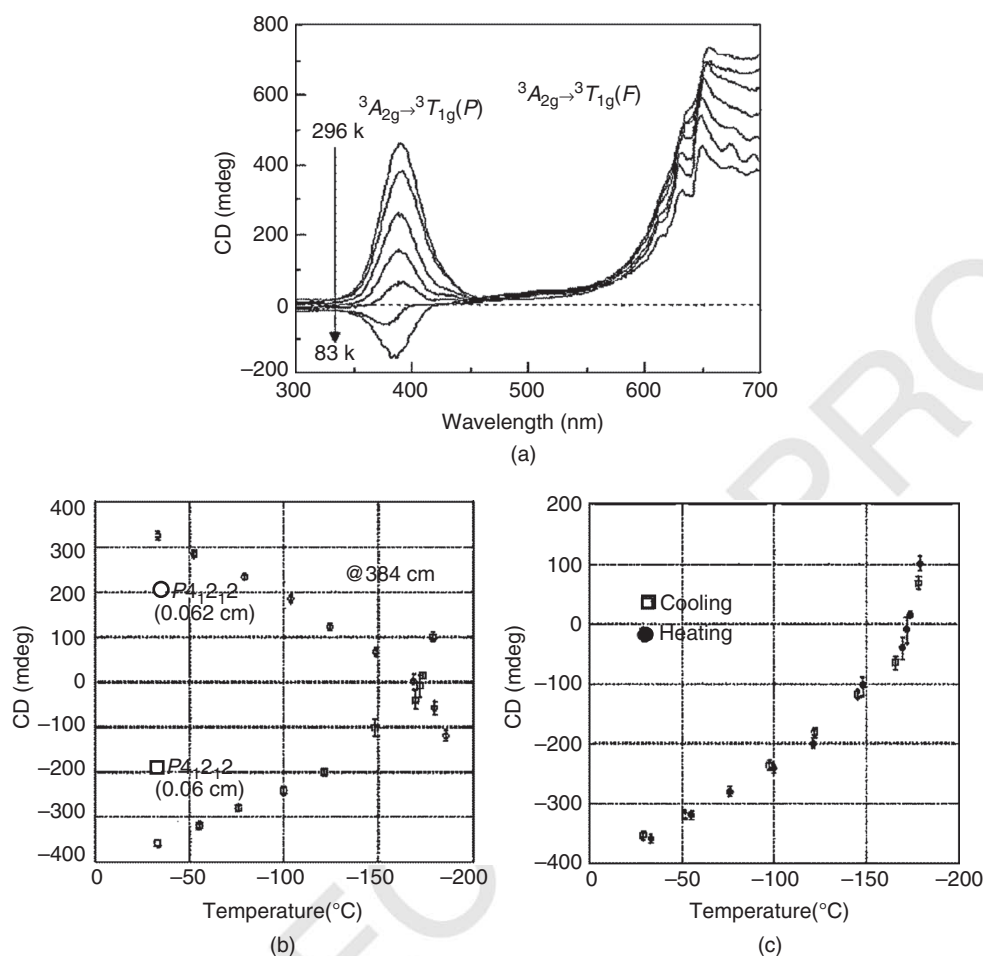 800
600
400
200
0
−200
CD (mdeg)
³A₂g→³T₁g(P)
³A₂g→³T₁g(F)
296 k
83 k
300 400 500 600 700
Wavelength (nm)
(a)
400
300
200
100
0
−100
−200
−300
−400
CD (mdeg)
@384 cm
P4₁2₁2
(0.062 cm)
P4₁2₁2
(0.06 cm)
0 −50 −100 −150 −200
Temperature(°C)
(b)
200
100
0
−100
−200
−300
−400
CD (mdeg)
Cooling
Heating
0 −50 −100 −150 −200
Temperature(°C)
(c)